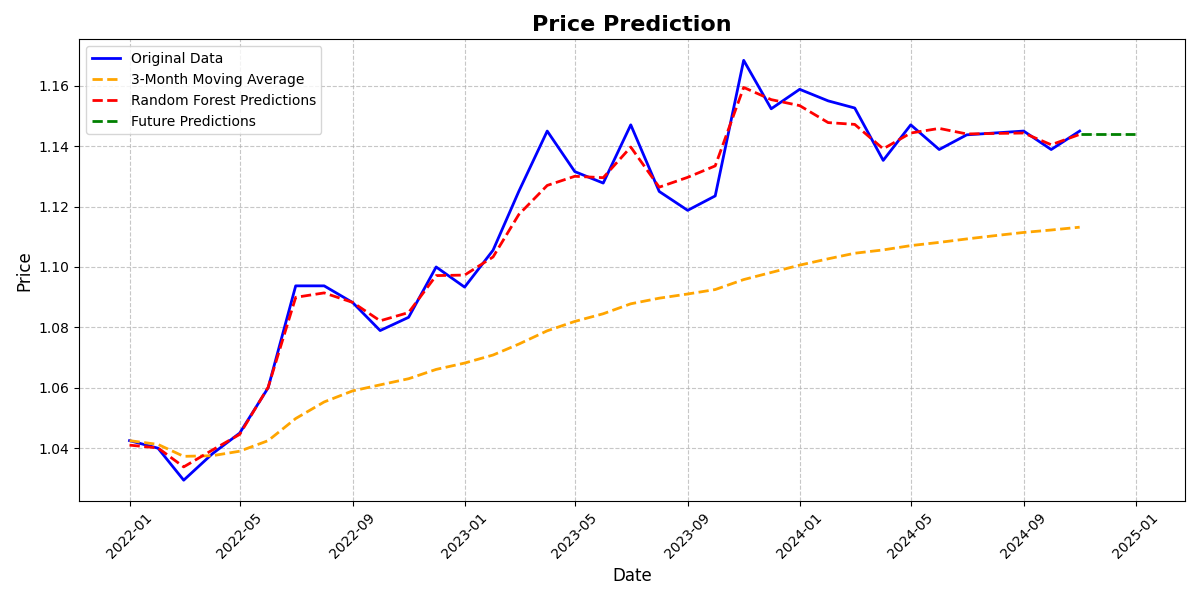 Price Prediction
Original Data
3-Month Moving Average
Random Forest Predictions
Future Predictions
1.16
1.14
1.12
1.10
1.08
1.06
1.04
Price
2022-01
2022-05
2022-09
2023-01
2023-05
2023-09
2024-01
2024-05
2024-09
2025-01
Date